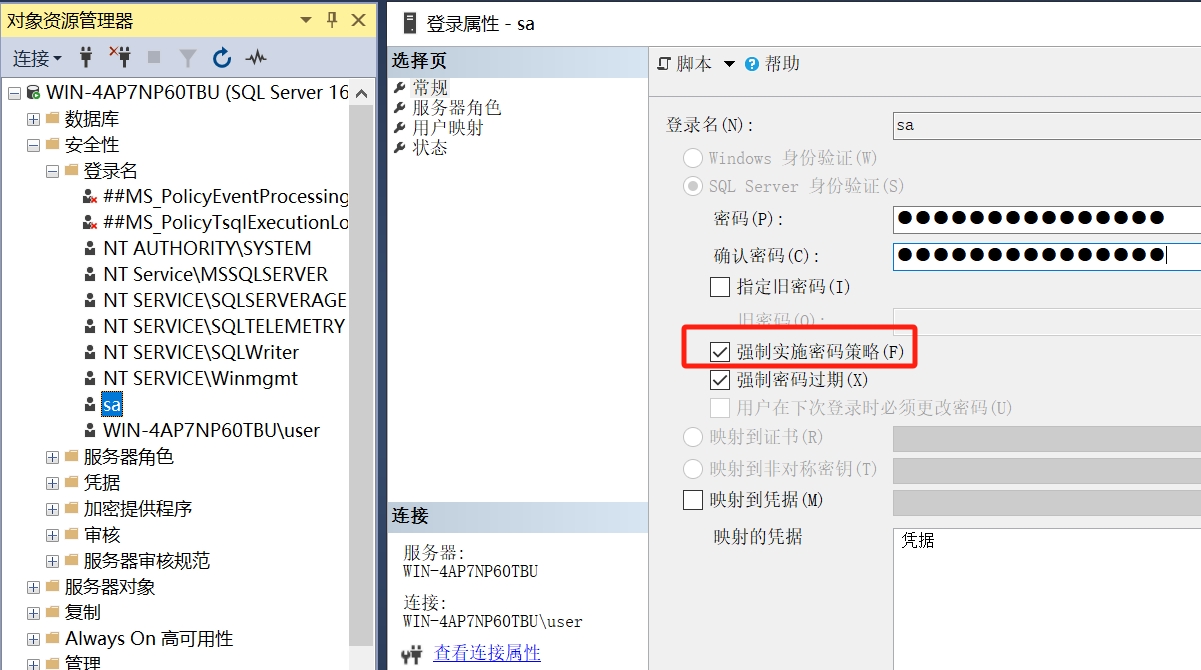 对象资源管理器
连接
WIN-4AP7NP60TBU (SQL Server 16
数据库
安全性
登录名
##MS_PolicyEventProcessing
##MS_PolicyTsqlExecutionLo
NT AUTHORITY\SYSTEM
NT Service\MSSQLSERVER
NT SERVICE\SQLSERVERAGE
NT SERVICE\SQLTELEMETRY
NT SERVICE\SQLWriter
NT SERVICE\Winmgmt
sa
WIN-4AP7NP60TBU\user
服务器角色
凭据
加密提供程序
审核
服务器审核规范
服务器对象
复制
Always On 高可用性
管理
登录属性 - sa
选择页
常规
服务器角色
用户映射
状态
连接
服务器:
WIN-4AP7NP60TBU
连接:
WIN-4AP7NP60TBU\user
查看连接属性
脚本
帮助
登录名(N):
sa
Windows 身份验证(W)
SQL Server 身份验证(S)
密码(P):
●●●●●●●●●●●●●●●
确认密码(C):
●●●●●●●●●●●●●●●
指定旧密码(I)
旧密码(O):
强制实施密码策略(F)
强制密码过期(X)
用户在下次登录时必须更改密码(U)
映射到证书(R)
映射到非对称密钥(T)
映射到凭据(M)
映射的凭据
凭据